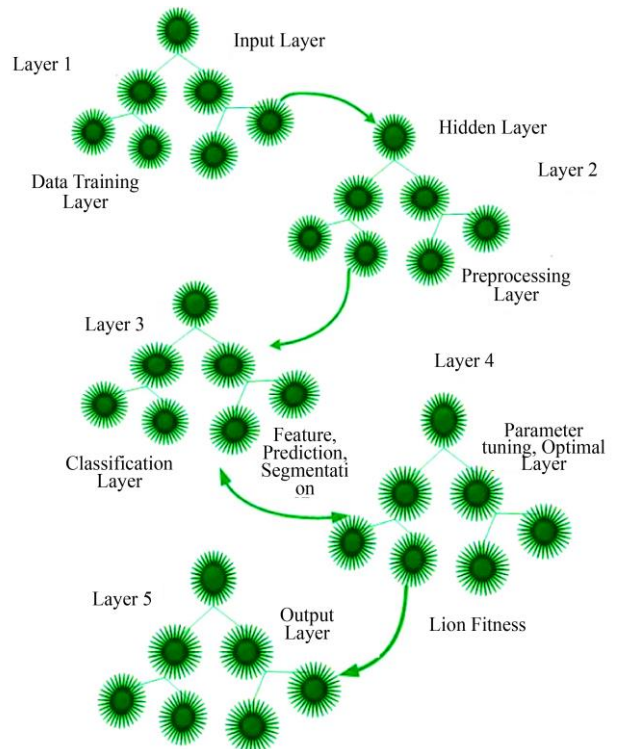 Input Layer
Layer 1
Data Training
Layer
Hidden Layer
Layer 2
Preprocessing
Layer
Layer 3
Classification
Layer
Feature,
Prediction,
Segmentati
on
Layer 4
Parameter
tuning, Optimal
Layer
Lion Fitness
Layer 5
Output
Layer